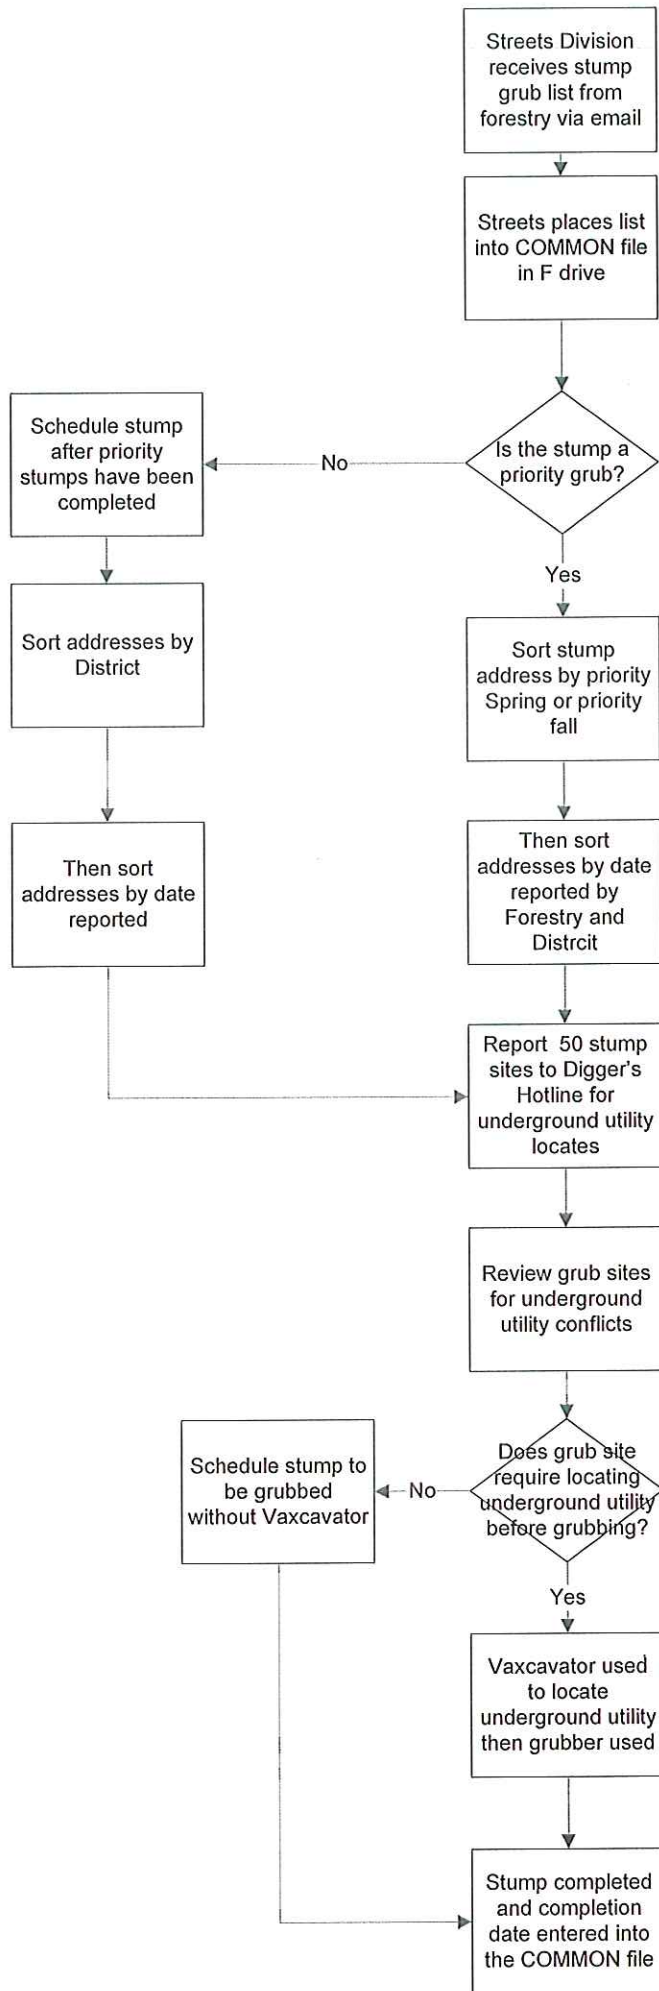 Streets Division
receives stump
grub list from
forestry via email
Streets places list
into COMMON file
in F drive
Is the stump a
priority grub?
No
Schedule stump
after priority
stumps have been
completed
Sort addresses by
District
Then sort
addresses by date
reported
Yes
Sort stump
address by priority
Spring or priority
fall
Then sort
addresses by date
reported by
Forestry and
Distrcit
Report 50 stump
sites to Digger's
Hotline for
underground utility
locates
Review grub sites
for underground
utility conflicts
Does grub site
require locating
underground utility
before grubbing?
No
Schedule stump to
be grubbed
without Vaxcavator
Yes
Vaxcavator used
to locate
underground utility
then grubber used
Stump completed
and completion
date entered into
the COMMON file